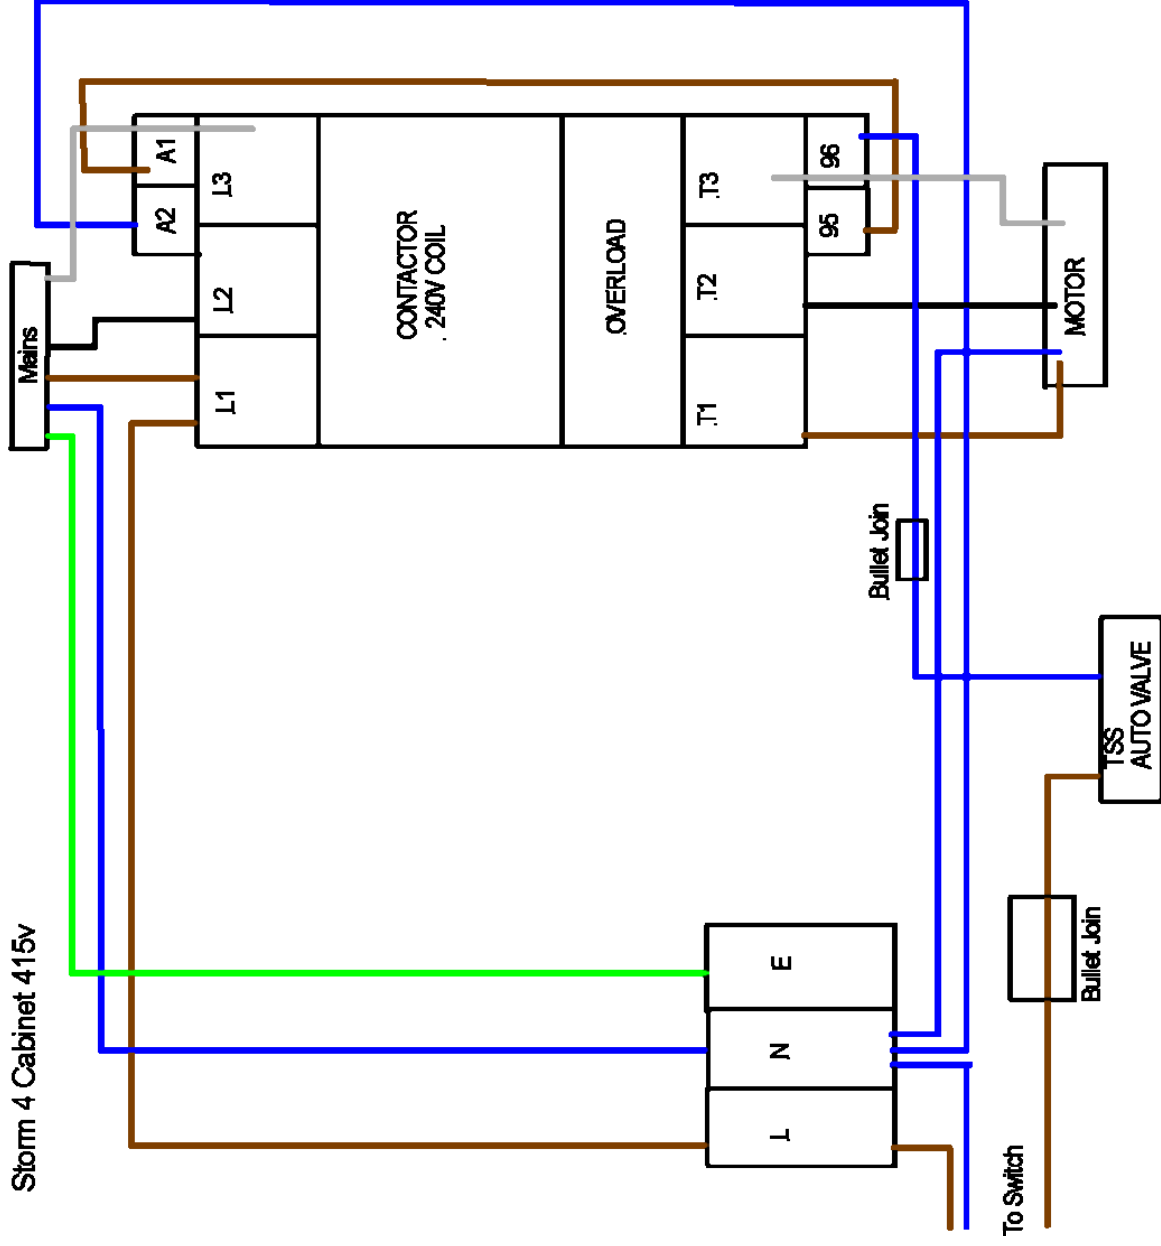 Storm 4 Cabinet 415v
Mains
A1
A2
L3
L2
L1
CONTACTOR
. 240V COIL
.OVERLOAD
.T3
.T2
.T1
96
95
MOTOR
Bullet Join
TSS
AUTO VALVE
E
N
L
Bullet Join
To Switch